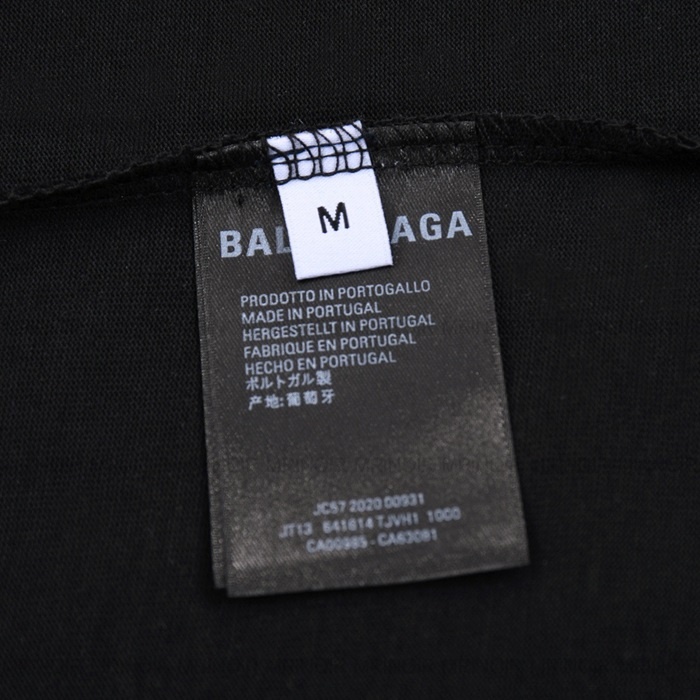 M
BAL AGA
PRODOTTO IN PORTOGALLO
MADE IN PORTUGAL
HERGESTELLT IN PORTUGAL
FABRIQUE EN PORTUGAL
HECHO EN PORTUGAL
ポルトガル製
产地:葡萄牙
JC57 2020 00931
JT13 641614 TJVH1 1000
CA00985 - CA63081